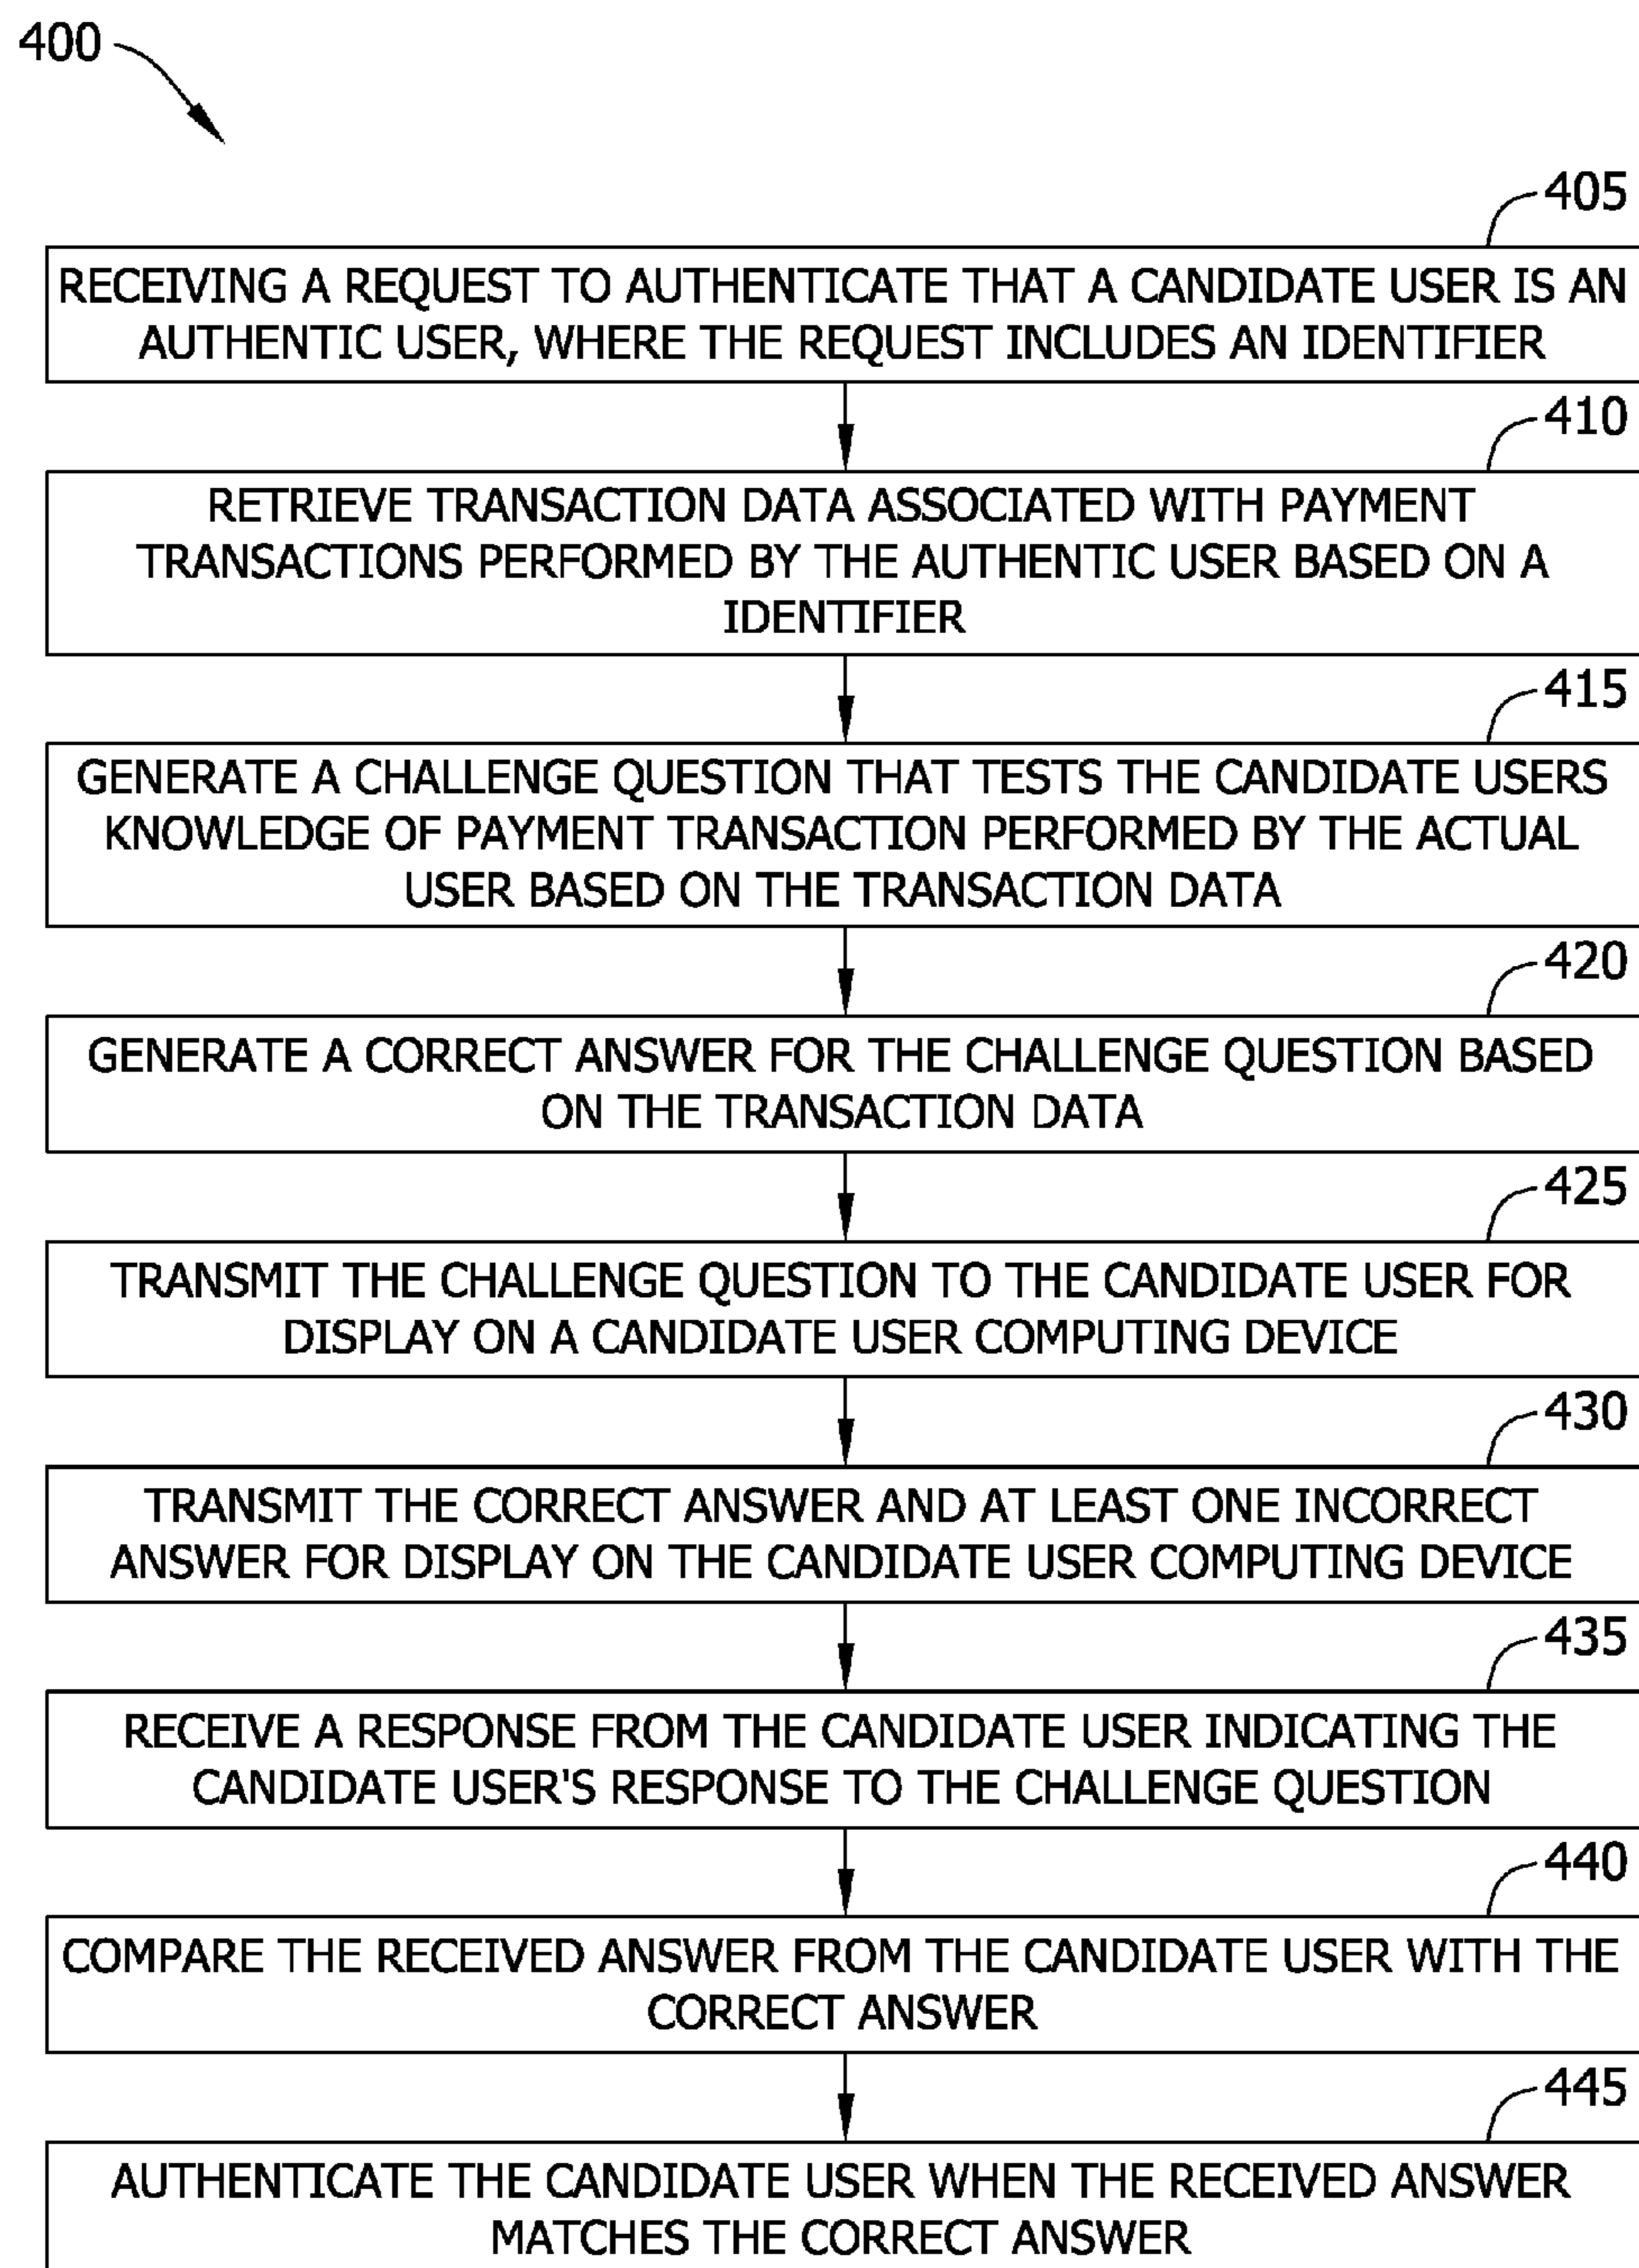 400
405
RECEIVING A REQUEST TO AUTHENTICATE THAT A CANDIDATE USER IS AN
AUTHENTIC USER, WHERE THE REQUEST INCLUDES AN IDENTIFIER
410
RETRIEVE TRANSACTION DATA ASSOCIATED WITH PAYMENT
TRANSACTIONS PERFORMED BY THE AUTHENTIC USER BASED ON A
IDENTIFIER
415
GENERATE A CHALLENGE QUESTION THAT TESTS THE CANDIDATE USERS
KNOWLEDGE OF PAYMENT TRANSACTION PERFORMED BY THE ACTUAL
USER BASED ON THE TRANSACTION DATA
420
GENERATE A CORRECT ANSWER FOR THE CHALLENGE QUESTION BASED
ON THE TRANSACTION DATA
425
TRANSMIT THE CHALLENGE QUESTION TO THE CANDIDATE USER FOR
DISPLAY ON A CANDIDATE USER COMPUTING DEVICE
430
TRANSMIT THE CORRECT ANSWER AND AT LEAST ONE INCORRECT
ANSWER FOR DISPLAY ON THE CANDIDATE USER COMPUTING DEVICE
435
RECEIVE A RESPONSE FROM THE CANDIDATE USER INDICATING THE
CANDIDATE USER'S RESPONSE TO THE CHALLENGE QUESTION
440
COMPARE THE RECEIVED ANSWER FROM THE CANDIDATE USER WITH THE
CORRECT ANSWER
445
AUTHENTICATE THE CANDIDATE USER WHEN THE RECEIVED ANSWER
MATCHES THE CORRECT ANSWER